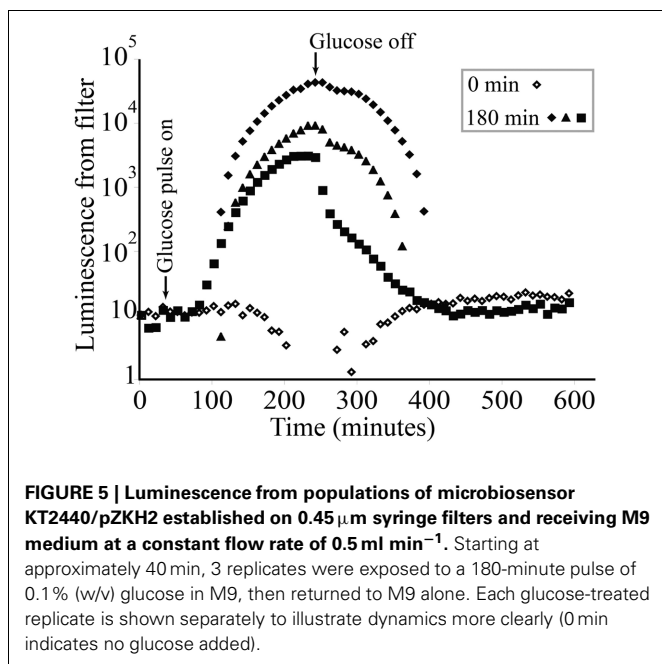 Glucose off
10^5
0 min ◇
180 min ◆ ▲ ■
10^4
Luminescence from filter
Glucose pulse on
10^3
10^2
10
1
0 100 200 300 400 500 600
Time (minutes)
FIGURE 5 | Luminescence from populations of microbiosensor
KT2440/pZKH2 established on 0.45 μm syringe filters and receiving M9
medium at a constant flow rate of 0.5 ml min⁻¹. Starting at
approximately 40 min, 3 replicates were exposed to a 180-minute pulse of
0.1% (w/v) glucose in M9, then returned to M9 alone. Each glucose-treated
replicate is shown separately to illustrate dynamics more clearly (0 min
indicates no glucose added).